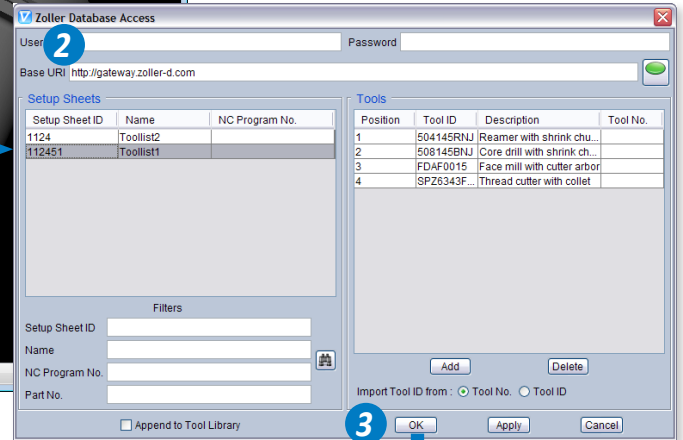 Zoller Database Access
User 2 Password
Base URI http://gateway.zoller-d.com
Setup Sheets
Setup Sheet ID Name NC Program No.
1124 Toollist2
112451 Toollist1
Filters
Setup Sheet ID
Name
NC Program No.
Part No.
Append to Tool Library
Tools
Position Tool ID Description Tool No.
1 504145RNJ Reamer with shrink chu...
2 508145BNJ Core drill with shrink ch...
3 FDAF0015 Face mill with cutter arbor
4 SPZ6343F... Thread cutter with collet
Add Delete
Import Tool ID from : Tool No. Tool ID
3 OK Apply Cancel